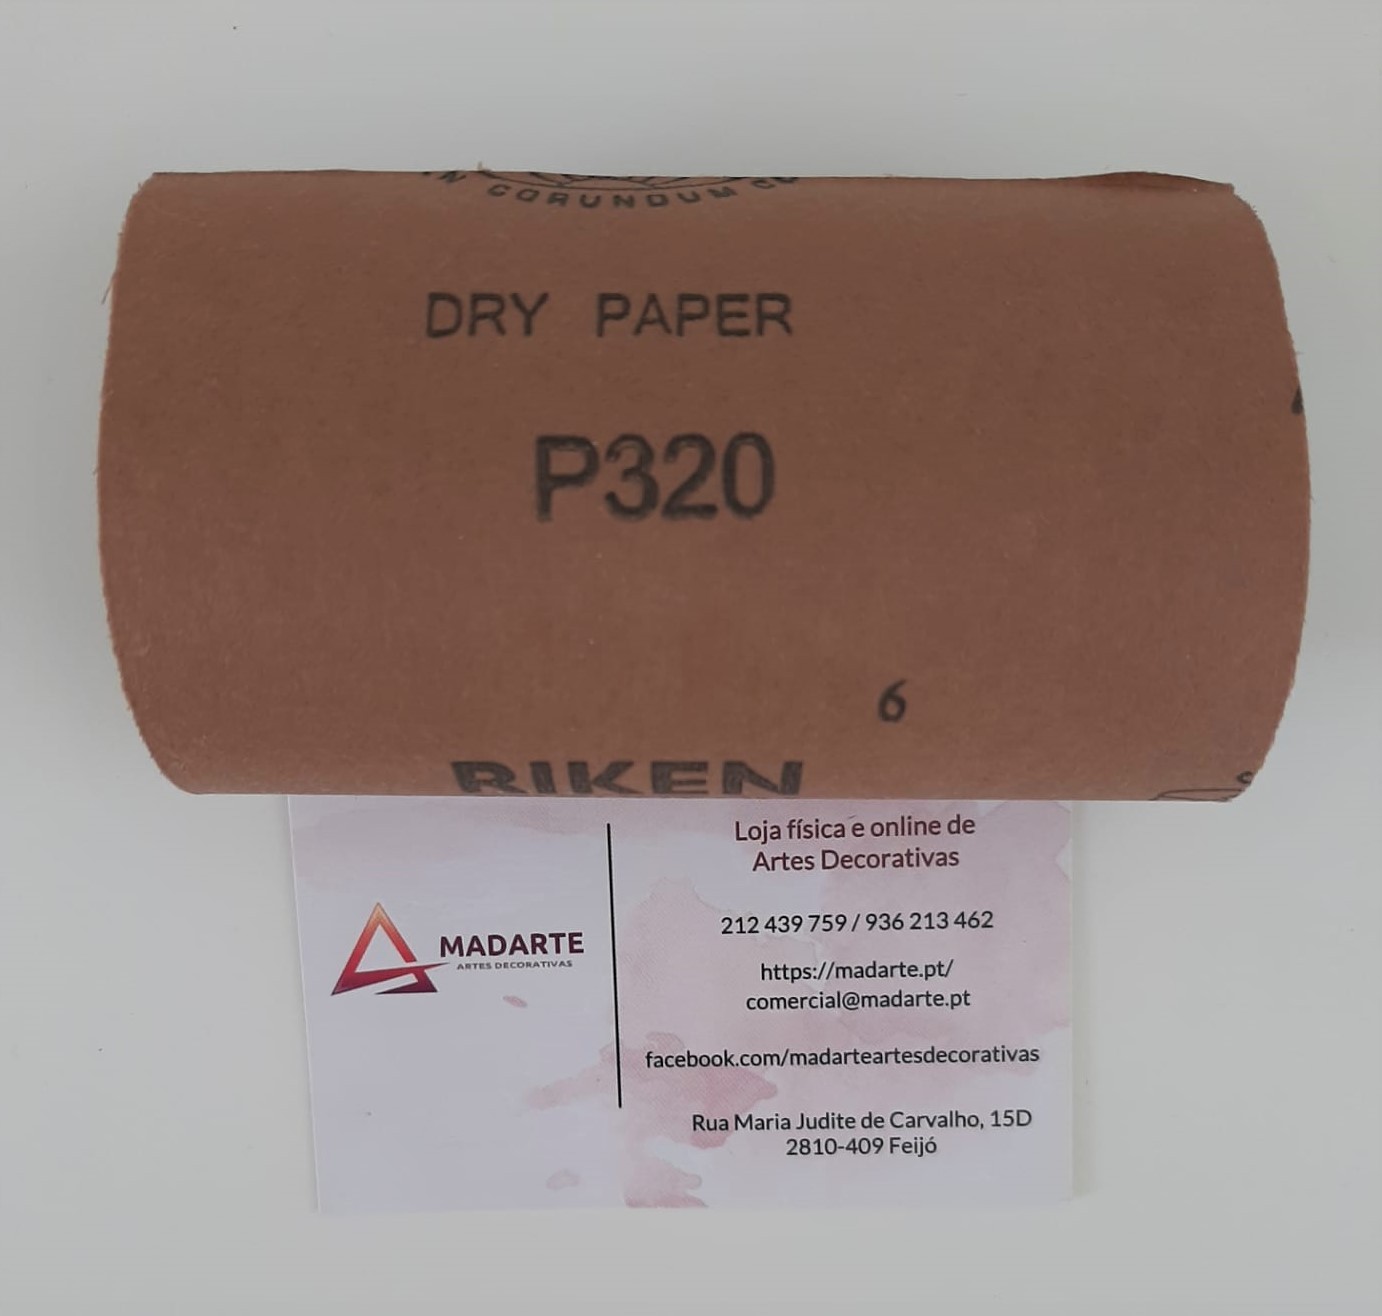 CORUNDUM
DRY PAPER
P320
6
RIKEN
MADARTE
ARTES DECORATIVAS
Loja física e online de
Artes Decorativas
212 439 759 / 936 213 462
https://madarte.pt/
comercial@madarte.pt
facebook.com/madarteartesdecorativas
Rua Maria Judite de Carvalho, 15D
2810-409 Feijó